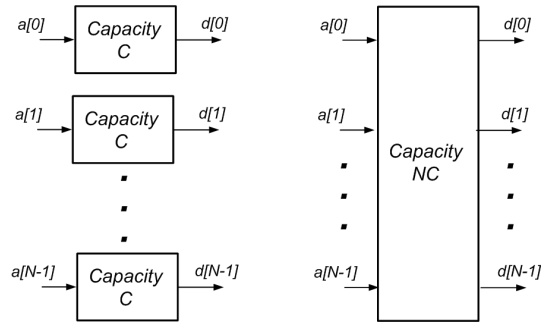 a[0]
Capacity
C
d[0]
a[1]
Capacity
C
d[1]
a[N-1]
Capacity
C
d[N-1]
a[0]
d[0]
a[1]
d[1]
Capacity
NC
a[N-1]
d[N-1]